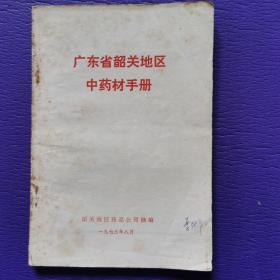 广东省韶关地区
中药材手册
韶关地区药品公司编
一九七三年八月